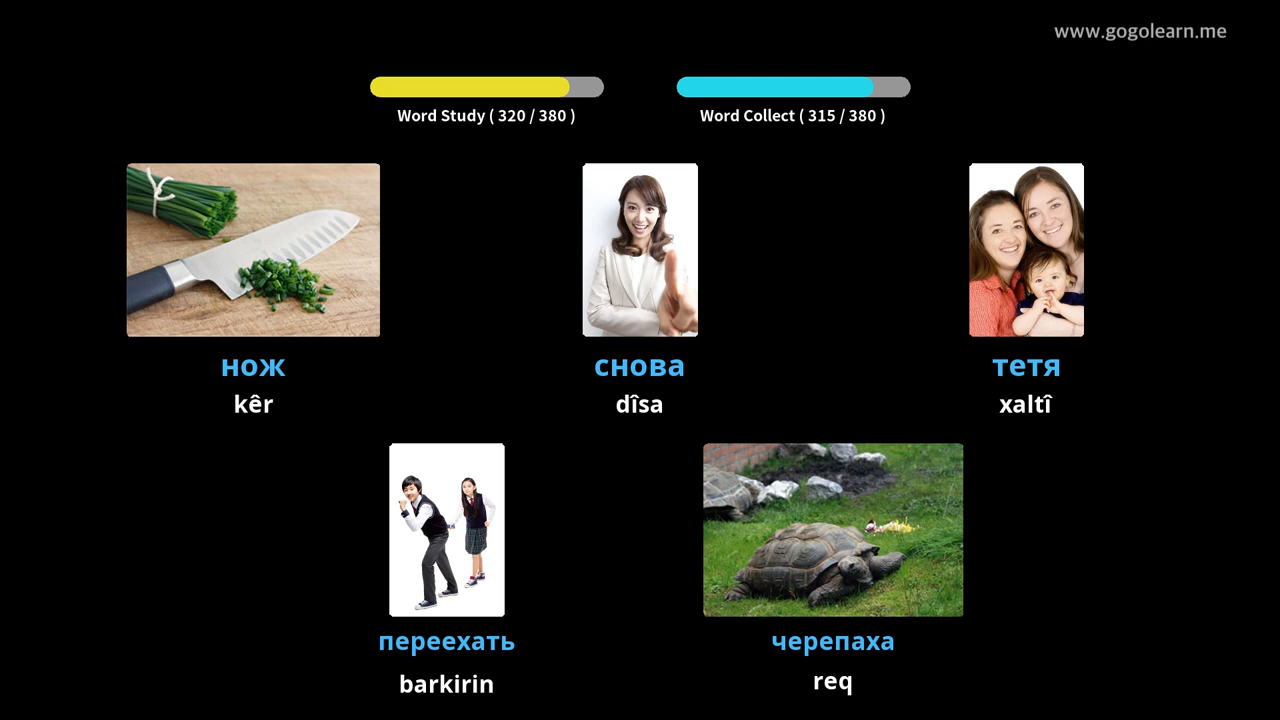 www.gogolearn.me
Word Study ( 320 / 380 )
Word Collect ( 315 / 380 )
нож
снова
тетя
kêr
dîsa
xaltî
переехать
черепаха
barkirin
req